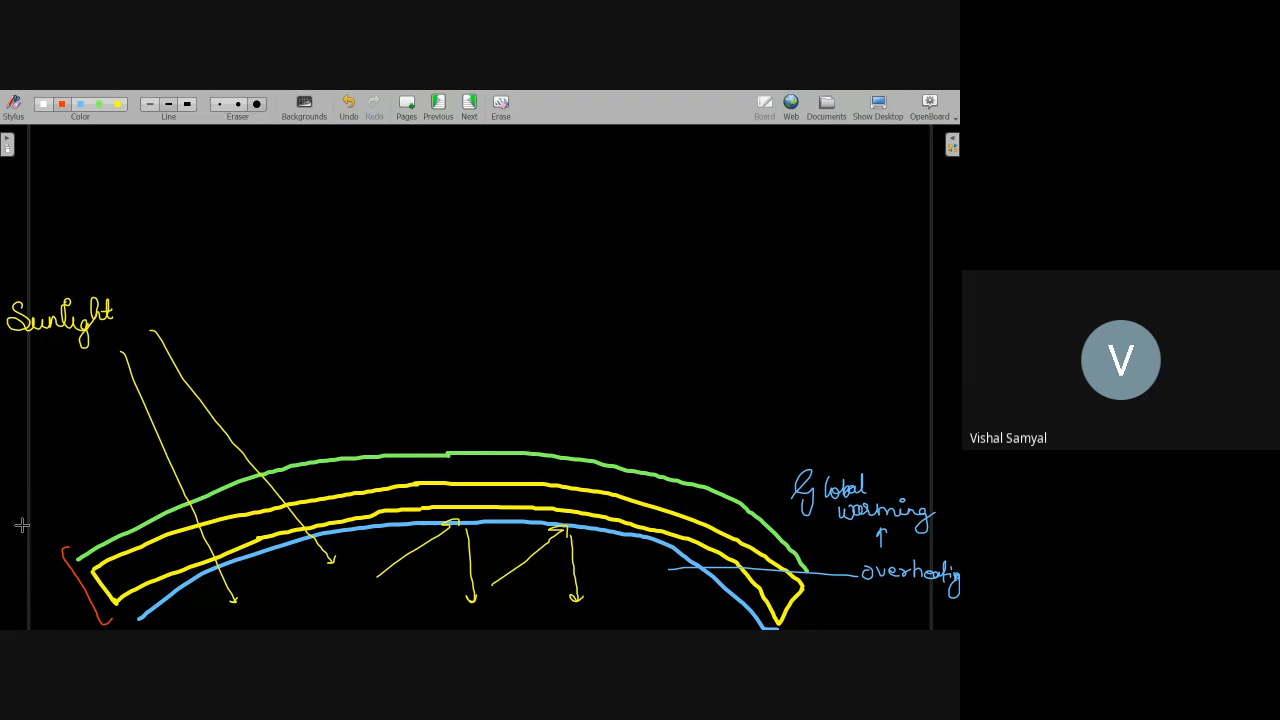 Stylus Color Line Eraser Backgrounds Undo Redo Pages Previous Next Erase Board Web Documents Show Desktop OpenBoard
Sunlight
Global
warming
overheating
V
Vishal Samyal